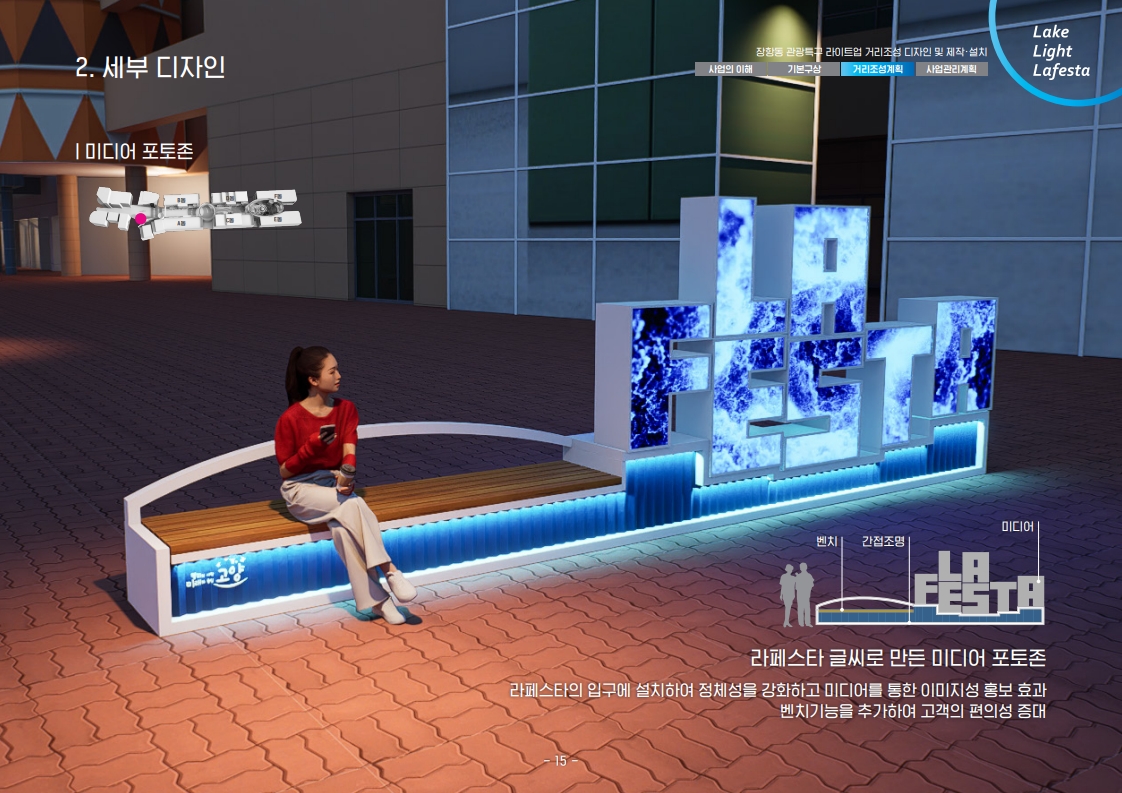 2. 세부 디자인
장항동 관광특구 라이트업 거리조성 디자인 및 제작·설치
사업의 이해 기본구상 거리조성계획 사업관리계획
Lake
Light
Lafesta
| 미디어 포토존
LA
FESTA
고양
미디어
벤치 간접조명
LA
FESTA
라페스타 글씨로 만든 미디어 포토존
라페스타의 입구에 설치하여 정체성을 강화하고 미디어를 통한 이미지성 홍보 효과
벤치기능을 추가하여 고객의 편의성 증대
- 15 -